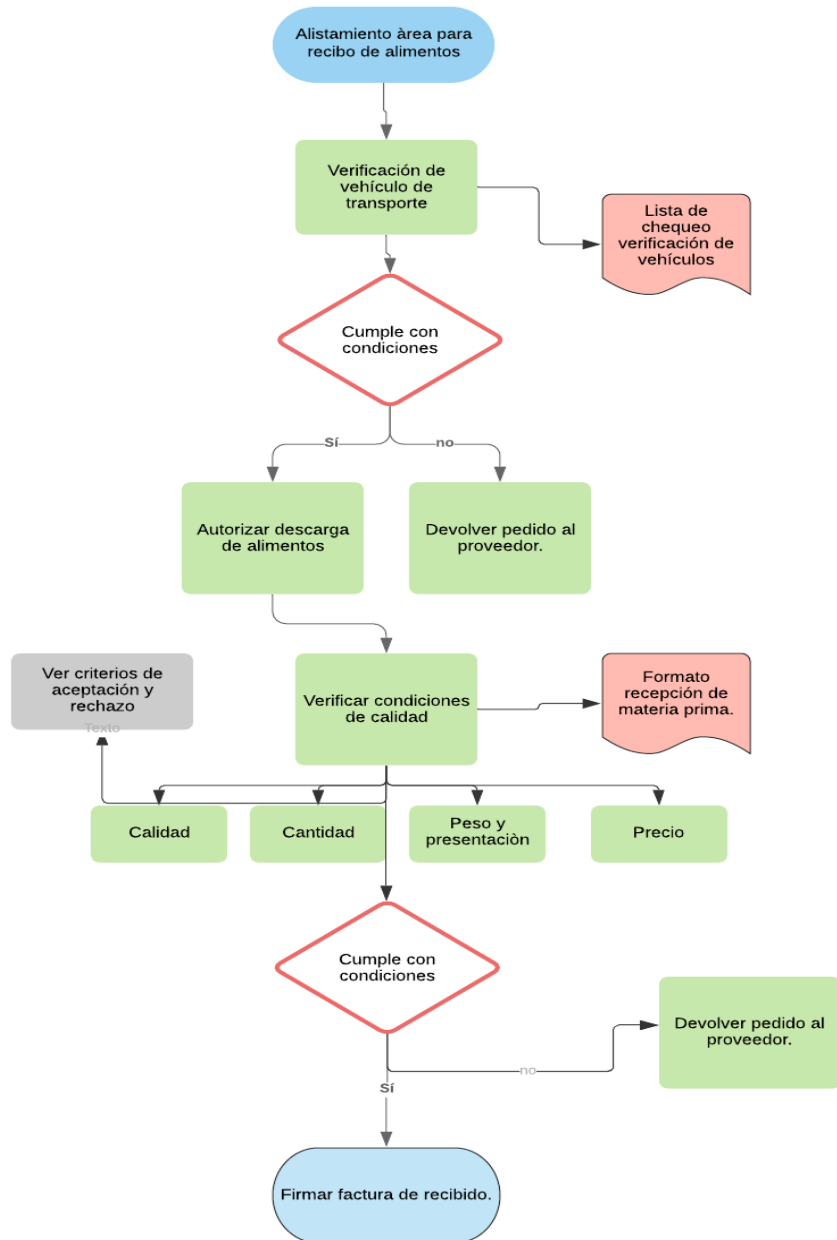 Alistamiento àrea para
recibo de alimentos
Verificación de
vehículo de
transporte
Lista de
chequeo
verificación de
vehículos
Cumple con
condiciones
Sí
no
Autorizar descarga
de alimentos
Devolver pedido al
proveedor.
Ver criterios de
aceptación y
rechazo
Texto
Verificar condiciones
de calidad
Formato
recepción de
materia prima.
Calidad
Cantidad
Peso y
presentaciòn
Precio
Cumple con
condiciones
Devolver pedido al
proveedor.
no
Sí
Firmar factura de recibido.